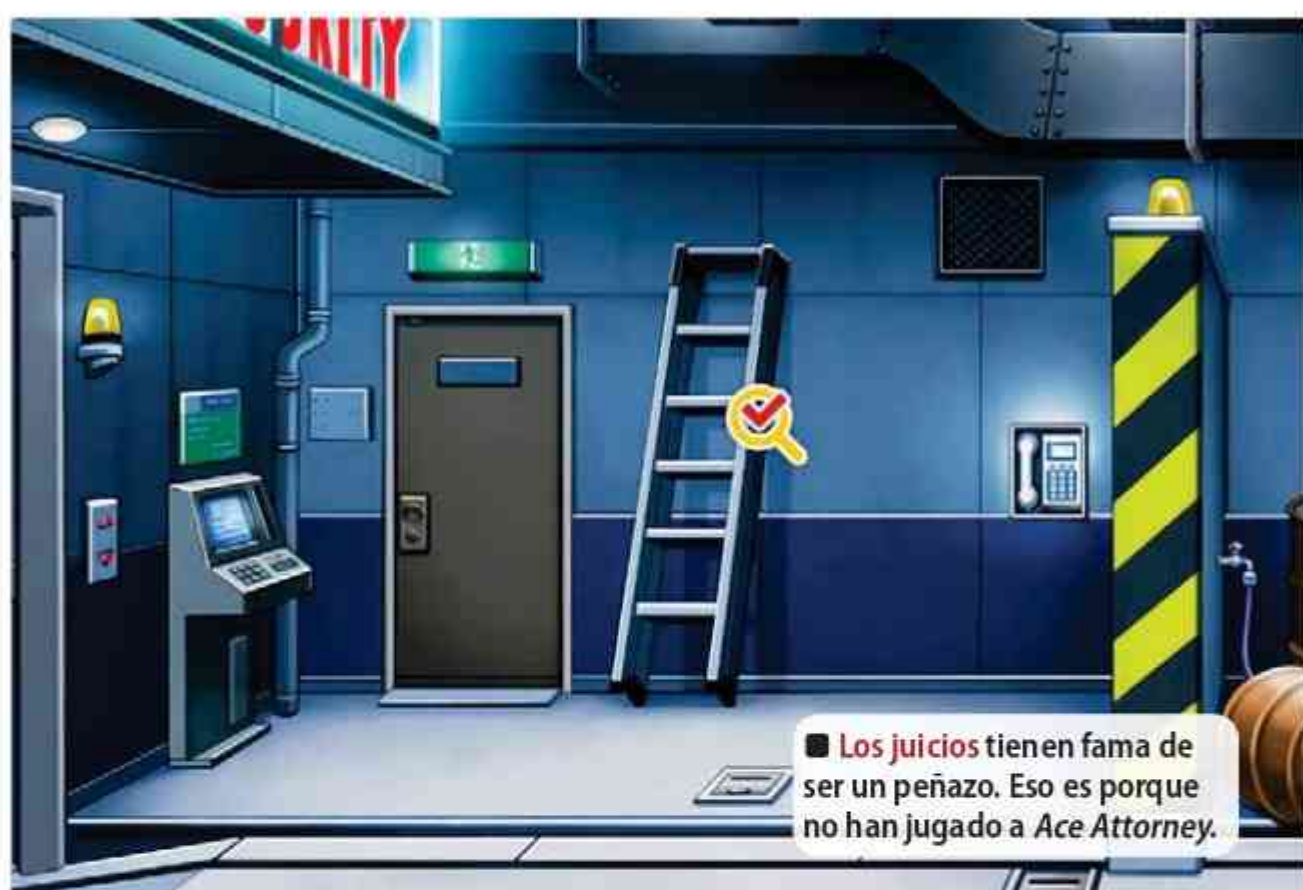 ■ Los juicios tienen fama de
ser un peñazo. Eso es porque
no han jugado a Ace Attorney.